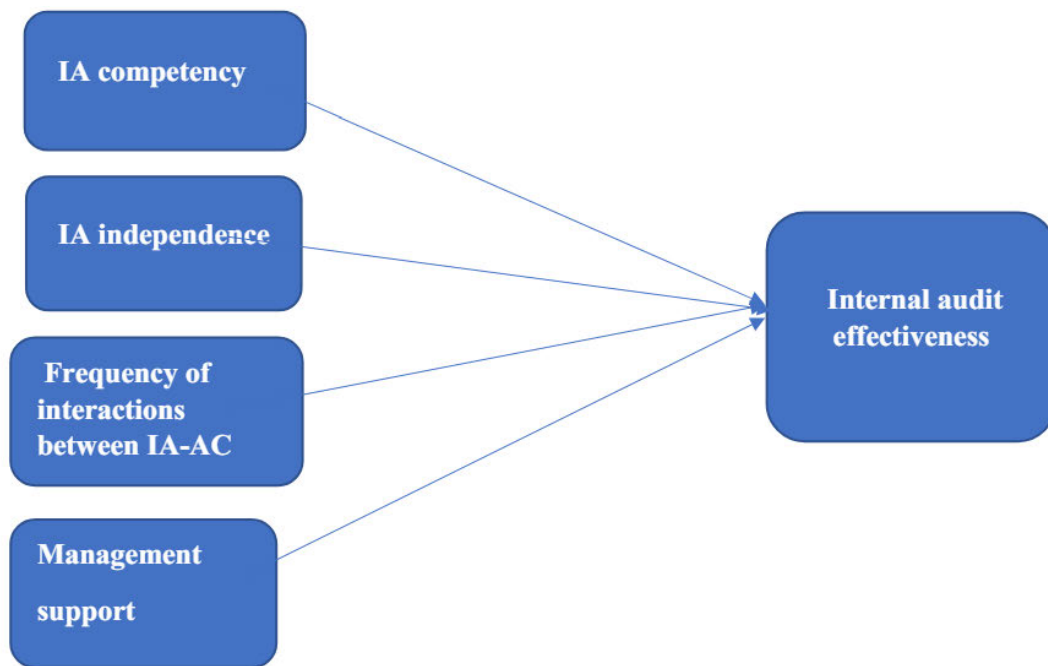 IA competency
IA independence
Frequency of
interactions
between IA-AC
Management
support
Internal audit
effectiveness